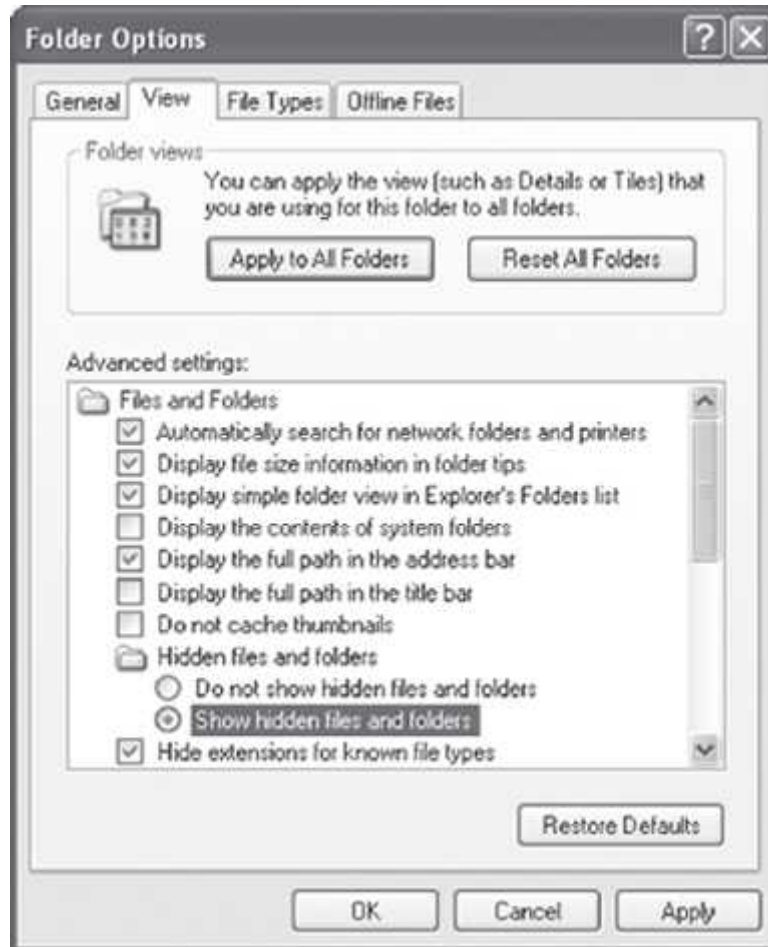 Folder Options
General View File Types Offline Files
Folder views
You can apply the view (such as Details or Tiles) that
you are using for this folder to all folders.
Apply to All Folders Reset All Folders
Advanced settings:
Files and Folders
Automatically search for network folders and printers
Display file size information in folder tips
Display simple folder view in Explorer's Folders list
Display the contents of system folders
Display the full path in the address bar
Display the full path in the title bar
Do not cache thumbnails
Hidden files and folders
Do not show hidden files and folders
Show hidden files and folders
Hide extensions for known file types
Restore Defaults
OK Cancel Apply